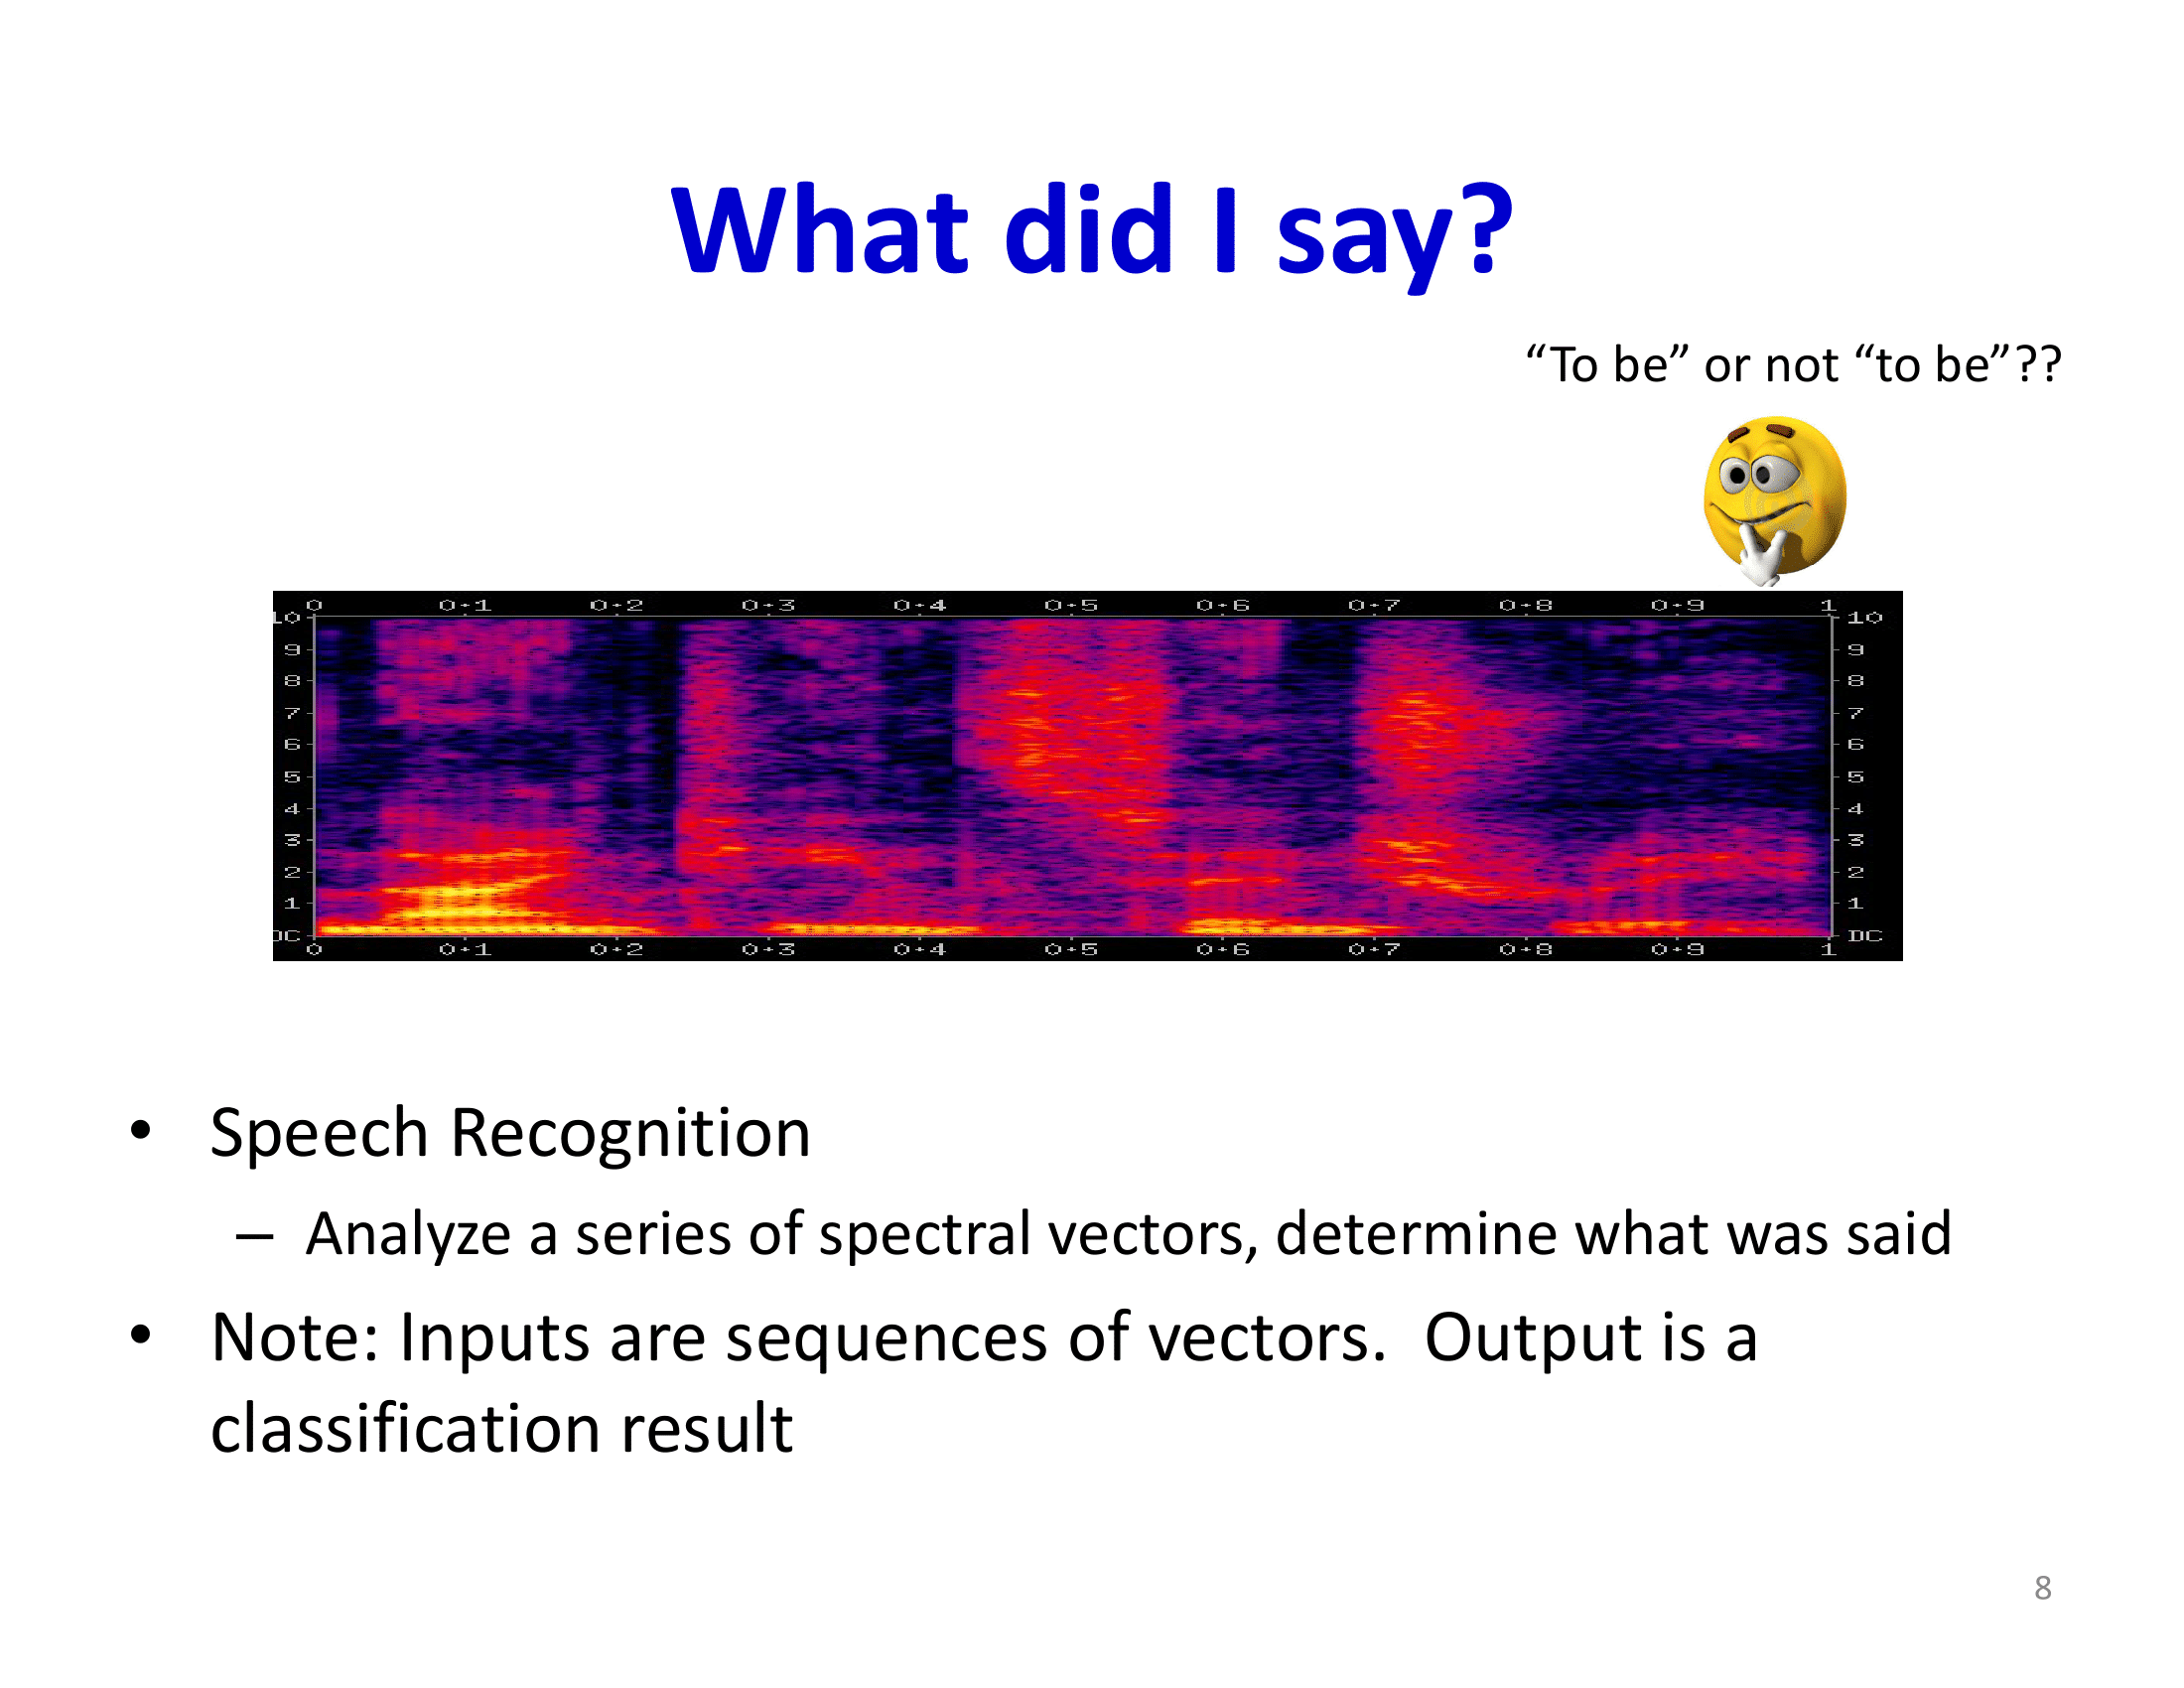 What did I say?
“To be” or not “to be”??
0 0·1 0·2 0·3 0·4 0·5 0·6 0·7 0·8 0·9 1
10 10
9 9
8 8
7 7
6 6
5 5
4 4
3 3
2 2
1 1
DC DC
0 0·1 0·2 0·3 0·4 0·5 0·6 0·7 0·8 0·9 1
• Speech Recognition
– Analyze a series of spectral vectors, determine what was said
• Note: Inputs are sequences of vectors. Output is a
classification result
8